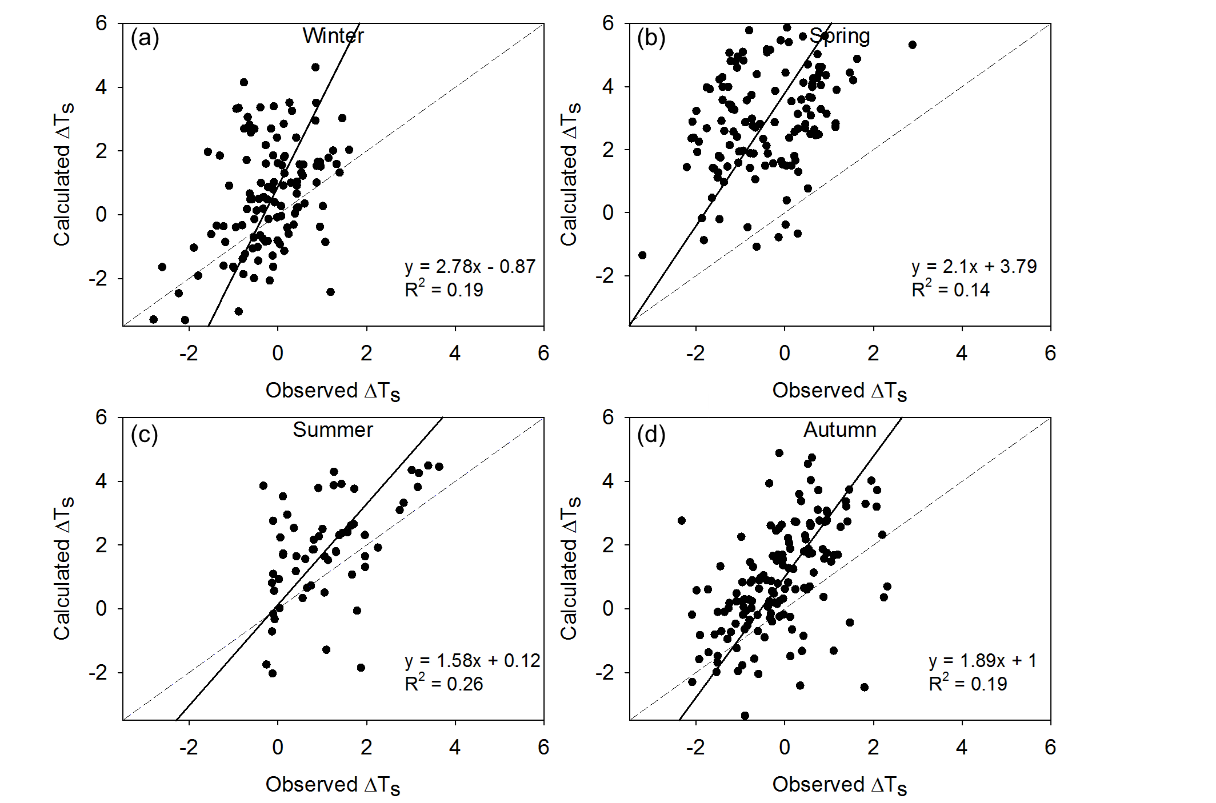 (a)
Winter
6
4
2
0
-2
Calculated ΔTs
y = 2.78x - 0.87
R² = 0.19
-2 0 2 4 6
Observed ΔTs
(b)
Spring
6
4
2
0
-2
Calculated ΔTs
y = 2.1x + 3.79
R² = 0.14
-2 0 2 4 6
Observed ΔTs
(c)
Summer
6
4
2
0
-2
Calculated ΔTs
y = 1.58x + 0.12
R² = 0.26
-2 0 2 4 6
Observed ΔTs
(d)
Autumn
6
4
2
0
-2
Calculated ΔTs
y = 1.89x + 1
R² = 0.19
-2 0 2 4 6
Observed ΔTs